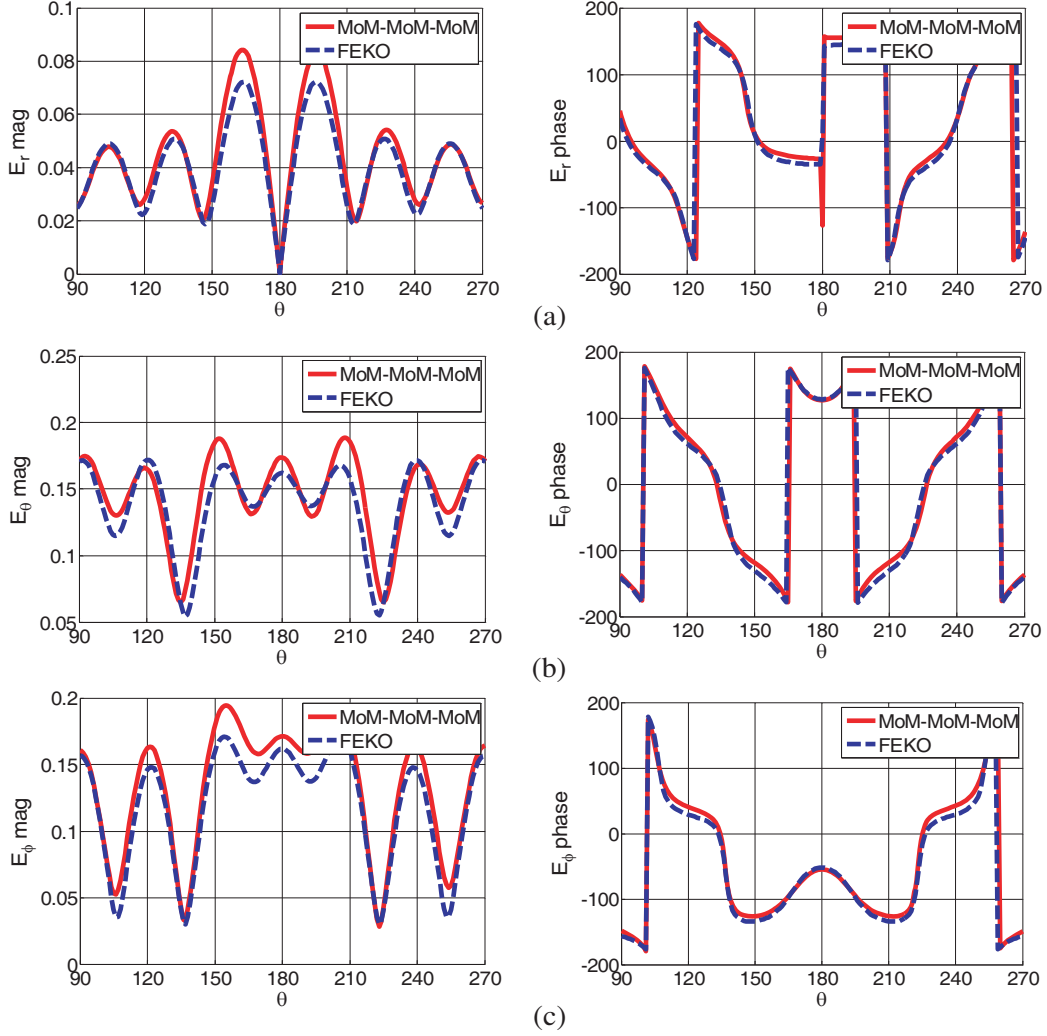 0.1
0.08
0.06
0.04
0.02
0
E_r mag
MoM-MoM-MoM
FEKO
90 120 150 180 210 240 270
θ
200
100
0
-100
-200
E_r phase
MoM-MoM-MoM
FEKO
90 124 150 180 210 240 270
θ
(a)
0.25
0.2
0.15
0.1
0.05
E_θ mag
MoM-MoM-MoM
FEKO
90 120 150 180 210 240 270
θ
200
100
0
-100
-200
E_θ phase
MoM-MoM-MoM
FEKO
90 120 150 180 210 240 270
θ
(b)
0.2
0.15
0.1
0.05
0
E_ϕ mag
MoM-MoM-MoM
FEKO
90 120 150 180 210 240 270
θ
200
100
0
-100
-200
E_ϕ phase
MoM-MoM-MoM
FEKO
90 120 150 180 210 240 270
θ
(c)